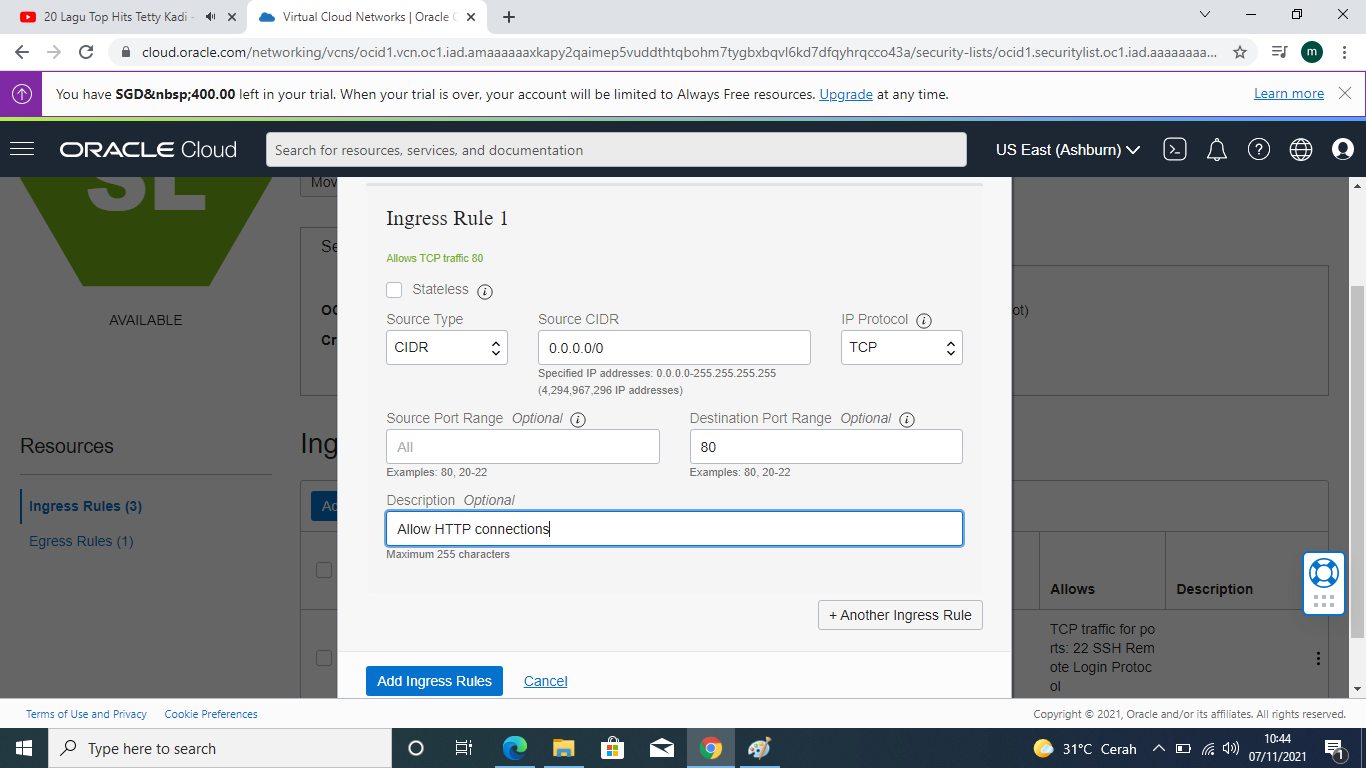 20 Lagu Top Hits Tetty Kadi -
Virtual Cloud Networks | Oracle C
cloud.oracle.com/networking/vcns/ocid1.vcn.oc1.iad.amaaaaaaxkapy2qaimep5vuddthtqbohm7tygbxbqvl6kd7dfqyhrqcco43a/security-lists/ocid1.securitylist.oc1.iad.aaaaaaaa...
m
You have SGD&nbsp;400.00 left in your trial. When your trial is over, your account will be limited to Always Free resources. Upgrade at any time.
Learn more
ORACLE Cloud
Search for resources, services, and documentation
US East (Ashburn)
SL
AVAILABLE
Mov
Se
OC
Cr
ot)
Ingress Rule 1
Allows TCP traffic 80
Stateless
Source Type
Source CIDR
IP Protocol
CIDR
0.0.0.0/0
TCP
Specified IP addresses: 0.0.0.0-255.255.255.255
(4,294,967,296 IP addresses)
Source Port Range Optional
Destination Port Range Optional
All
80
Examples: 80, 20-22
Examples: 80, 20-22
Description Optional
Allow HTTP connections
Maximum 255 characters
+ Another Ingress Rule
Add Ingress Rules
Cancel
Resources
Ingress Rules (3)
Egress Rules (1)
Ing
Ad
Allows
Description
TCP traffic for po
rts: 22 SSH Rem
ote Login Protoc
ol
Terms of Use and Privacy
Cookie Preferences
Copyright © 2021, Oracle and/or its affiliates. All rights reserved.
Type here to search
31°C Cerah
10:44
07/11/2021
1